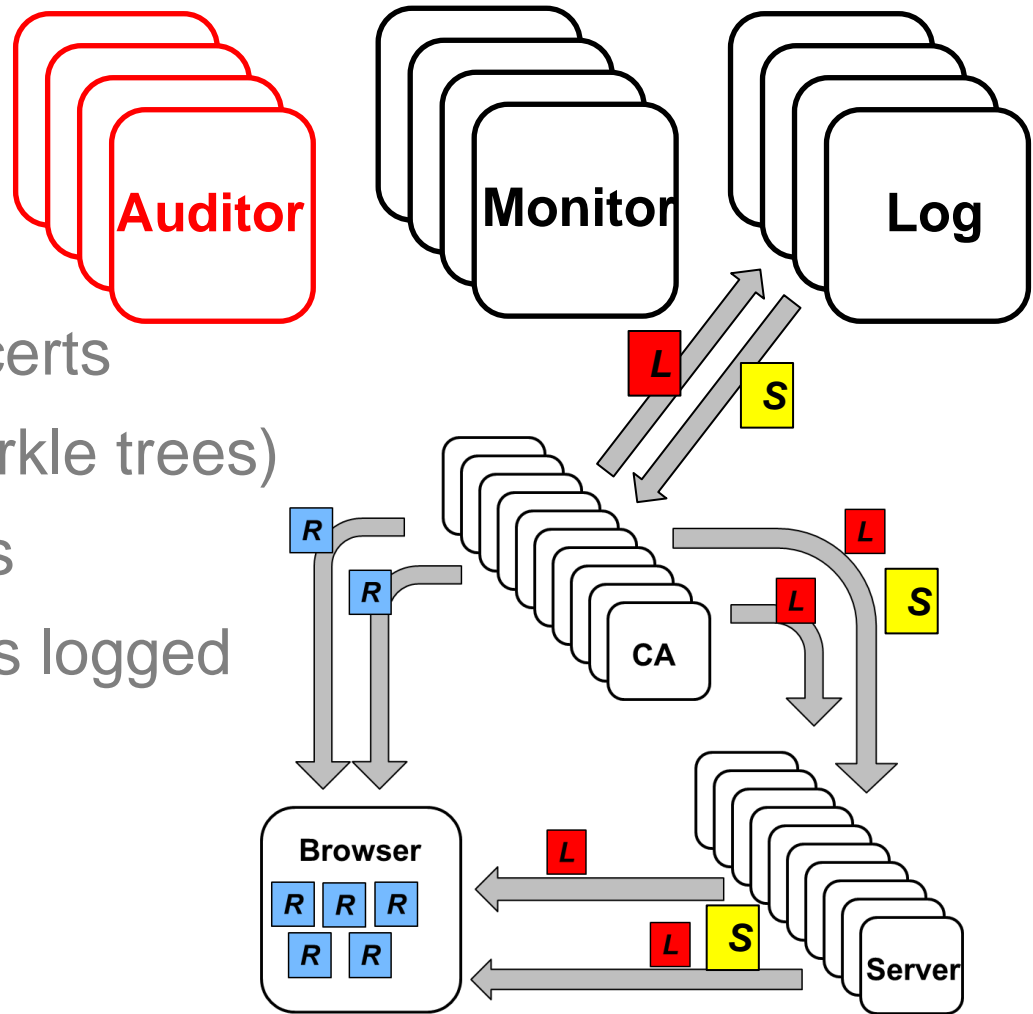 Auditor
Monitor
Log
certs
L
S
rkle trees)
R
L
s
R
L
S
s logged
CA
Browser
L
R R R
R R
L S
Server